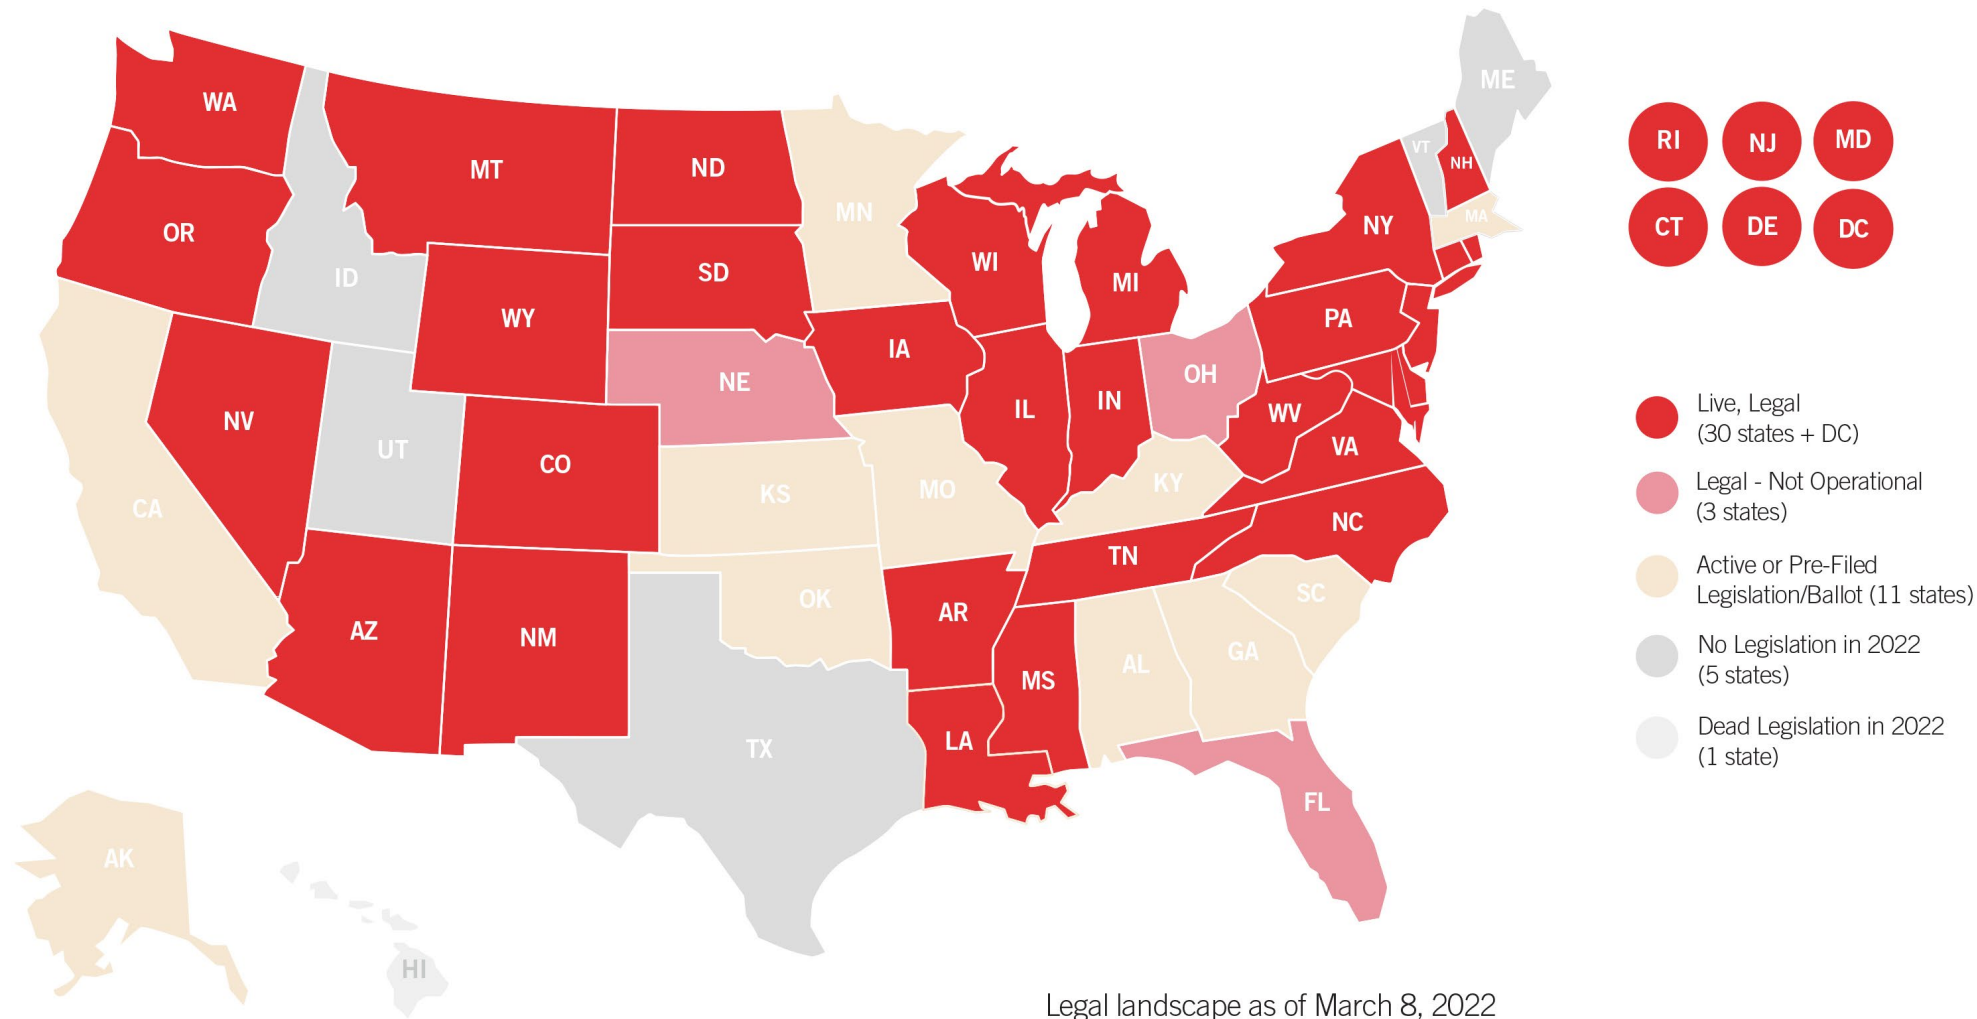 WA
MT
ND
MN
ME
OR
ID
SD
WI
MI
NY
VT
NH
MA
WY
IA
PA
NE
NV
UT
CO
IL
IN
OH
WV
VA
CA
KS
MO
KY
NC
AZ
NM
OK
AR
TN
SC
MS
AL
GA
TX
LA
FL
AK
HI
RI NJ MD
CT DE DC
Live, Legal
(30 states + DC)
Legal - Not Operational
(3 states)
Active or Pre-Filed
Legislation/Ballot (11 states)
No Legislation in 2022
(5 states)
Dead Legislation in 2022
(1 state)
Legal landscape as of March 8, 2022